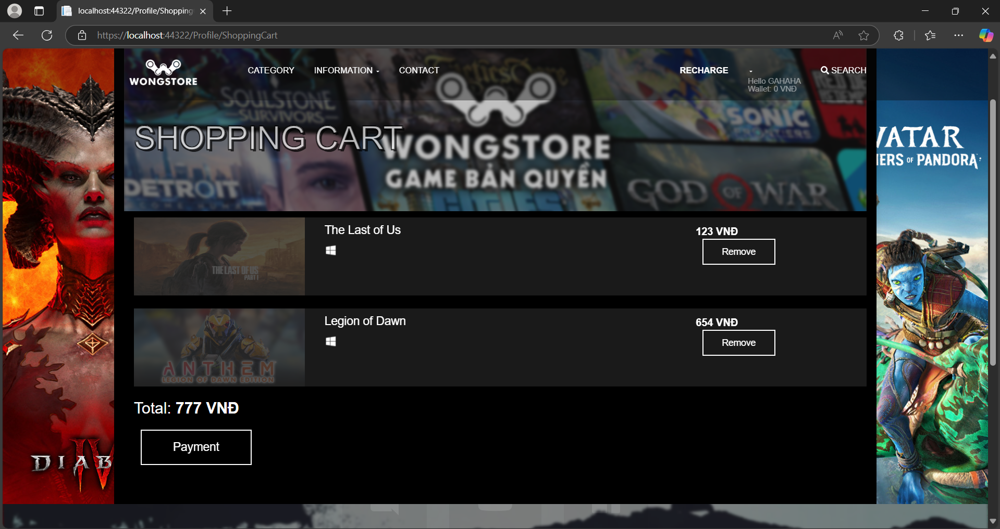 localhost:44322/Profile/Shopping
https://localhost:44322/Profile/ShoppingCart
WONGSTORE
CATEGORY
INFORMATION
CONTACT
RECHARGE
Hello GAHAHA
Wallet: 0 VNĐ
SEARCH
SOULSTONE
SURVIVORS
SONIC
FRONTIERS
SHOPPING CART
WONGSTORE
GAME BẢN QUYỀN
DETROIT
CITIES
GOD OF WAR
VATAR
IERS OF PANDORA
The Last of Us
123 VNĐ
Remove
THE LAST OF US
PART I
Legion of Dawn
654 VNĐ
Remove
ANTHEM
LEGION OF DAWN EDITION
Total: 777 VNĐ
Payment
DIAB
IV